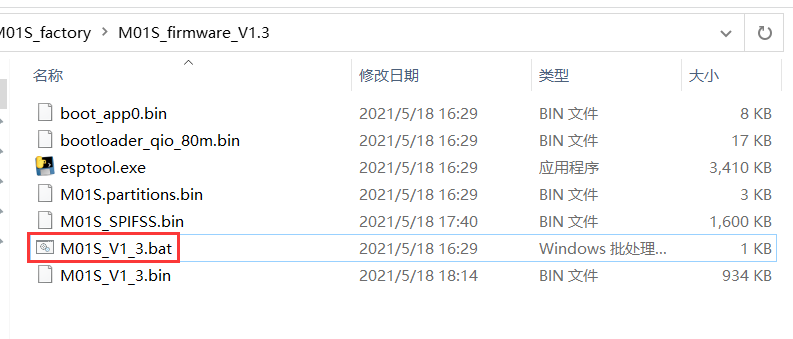 M01S_factory > M01S_firmware_V1.3
名称 修改日期 类型 大小
boot_app0.bin 2021/5/18 16:29 BIN 文件 8 KB
bootloader_qio_80m.bin 2021/5/18 16:29 BIN 文件 17 KB
esptool.exe 2021/5/18 16:29 应用程序 3,410 KB
M01S.partitions.bin 2021/5/18 16:29 BIN 文件 3 KB
M01S_SPIFSS.bin 2021/5/18 17:40 BIN 文件 1,600 KB
M01S_V1_3.bat 2021/5/18 16:29 Windows 批处理... 1 KB
M01S_V1_3.bin 2021/5/18 18:14 BIN 文件 934 KB